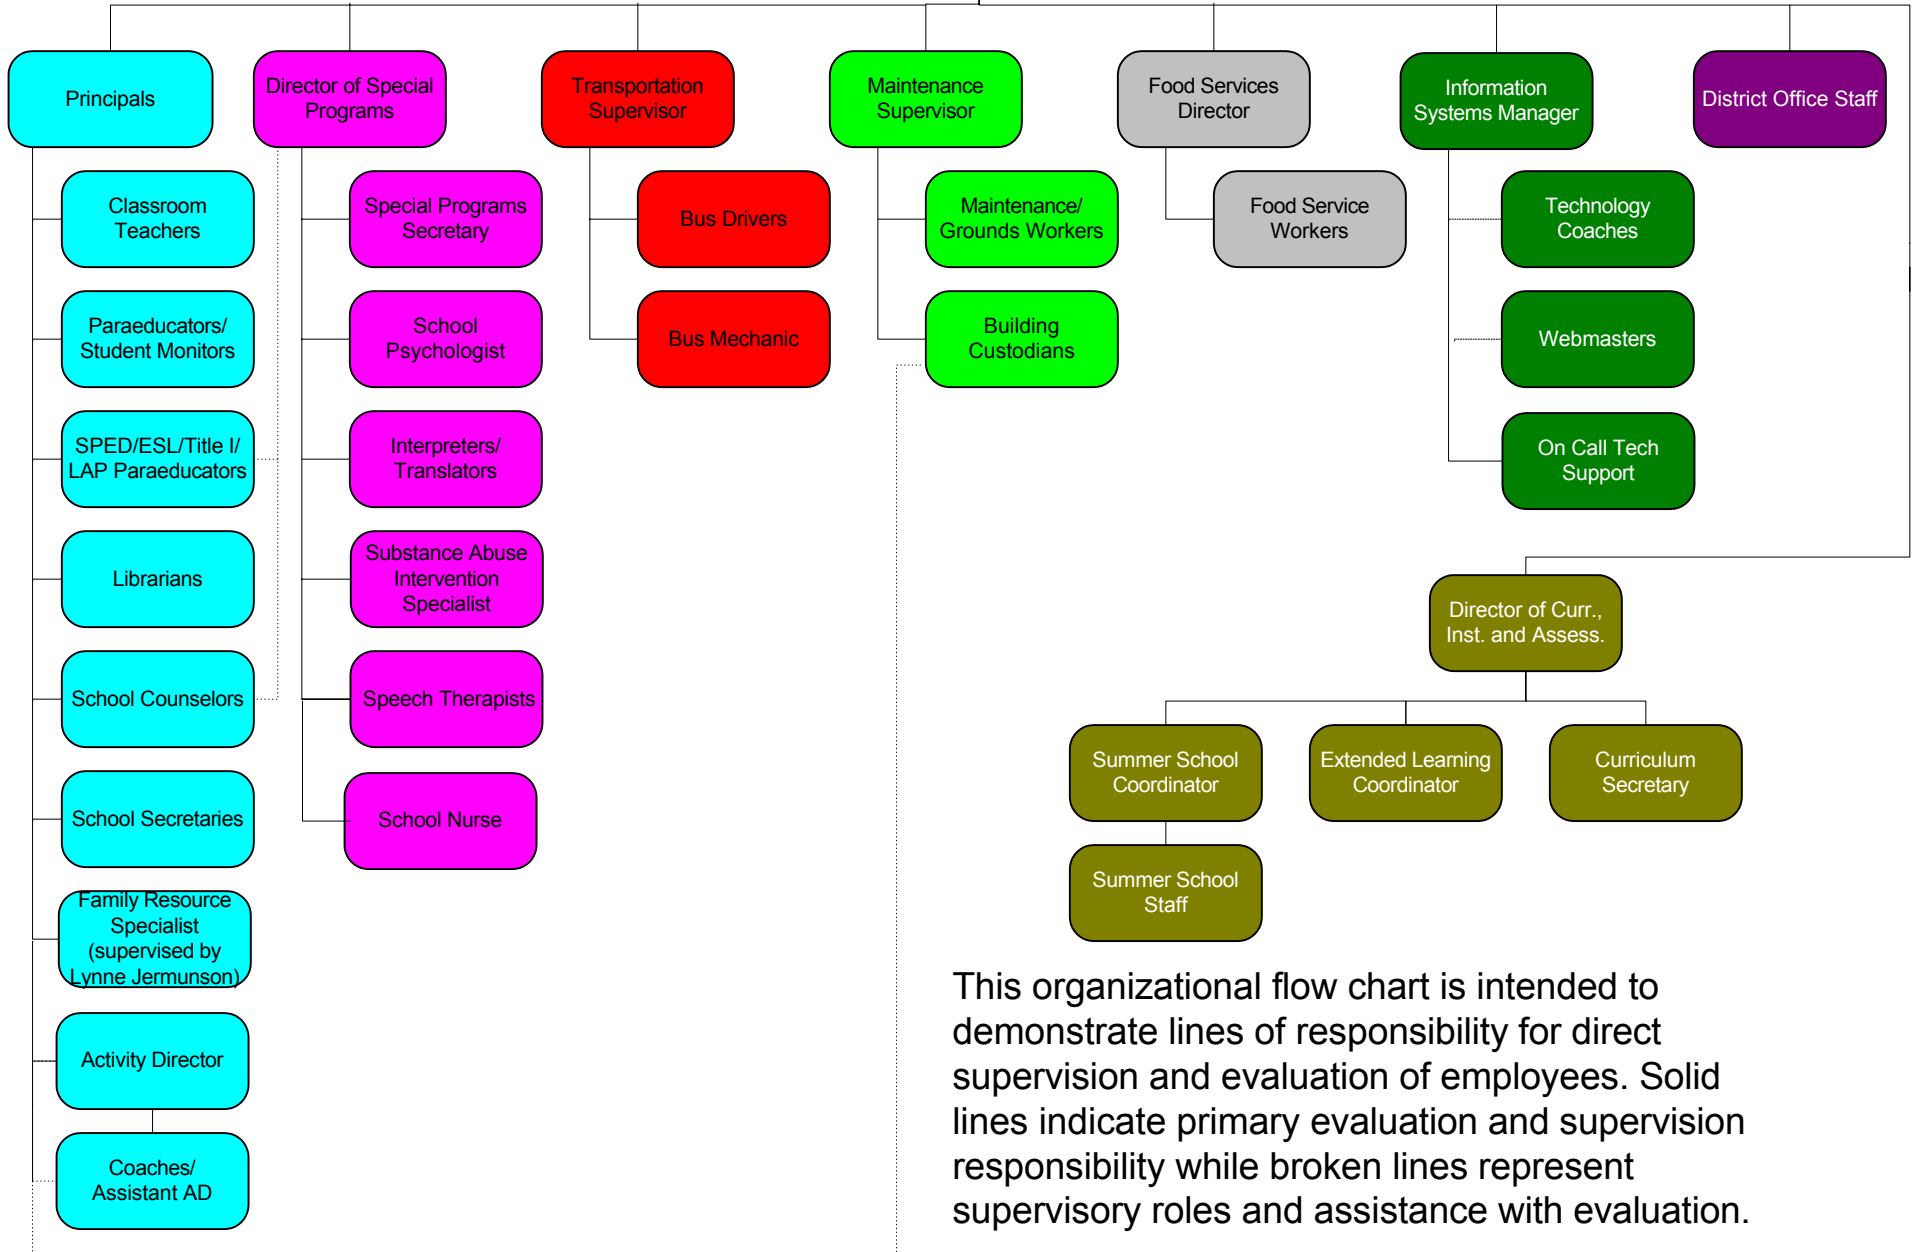 Principals
Director of Special
Programs
Transportation
Supervisor
Maintenance
Supervisor
Food Services
Director
Information
Systems Manager
District Office Staff
Classroom
Teachers
Paraeducators/
Student Monitors
SPED/ESL/Title I/
LAP Paraeducators
Librarians
School Counselors
School Secretaries
Family Resource
Specialist
(supervised by
Lynne Jermunson)
Activity Director
Coaches/
Assistant AD
Special Programs
Secretary
School
Psychologist
Interpreters/
Translators
Substance Abuse
Intervention
Specialist
Speech Therapists
School Nurse
Bus Drivers
Bus Mechanic
Maintenance/
Grounds Workers
Building
Custodians
Food Service
Workers
Technology
Coaches
Webmasters
On Call Tech
Support
Director of Curr.,
Inst. and Assess.
Summer School
Coordinator
Extended Learning
Coordinator
Curriculum
Secretary
Summer School
Staff
This organizational flow chart is intended to
demonstrate lines of responsibility for direct
supervision and evaluation of employees. Solid
lines indicate primary evaluation and supervision
responsibility while broken lines represent
supervisory roles and assistance with evaluation.